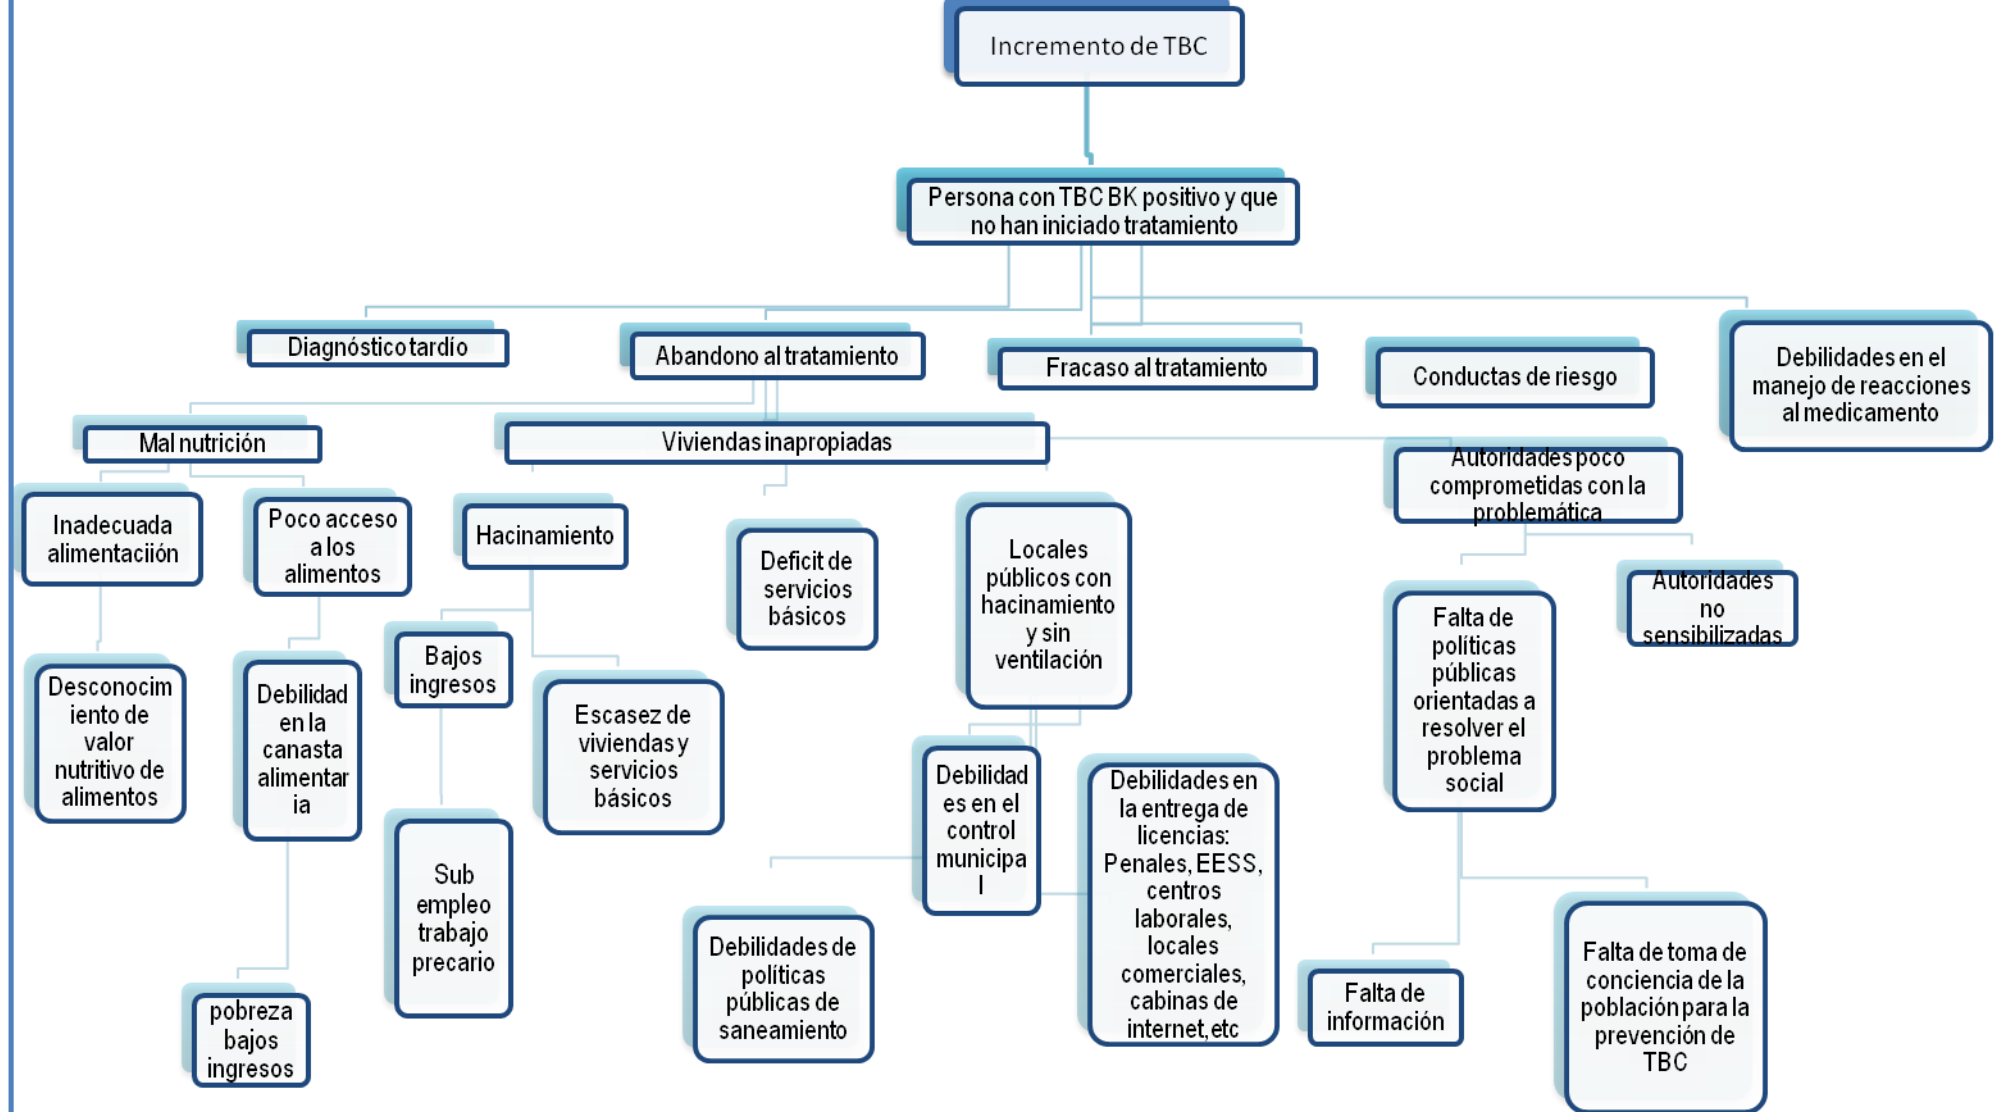 Incremento de TBC
Persona con TBC BK positivo y que
no han iniciado tratamiento
Diagnóstico tardío
Abandono al tratamiento
Fracaso al tratamiento
Conductas de riesgo
Debilidades en el
manejo de reacciones
al medicamento
Mal nutrición
Viviendas inapropiadas
Autoridades poco
comprometidas con la
problemática
Inadecuada
alimentaciión
Poco acceso
a los
alimentos
Hacinamiento
Deficit de
servicios
básicos
Locales
públicos con
hacinamiento
y sin
ventilación
Falta de
políticas
públicas
orientadas a
resolver el
problema
social
Autoridades
no
sensibilizadas
Desconocim
iento de
valor
nutritivo de
alimentos
Debilidad
en la
canasta
alimentar
ia
Bajos
ingresos
Escasez de
viviendas y
servicios
básicos
Debilidad
es en el
control
municipa
l
Debilidades en
la entrega de
licencias:
Penales, EESS,
centros
laborales,
locales
comerciales,
cabinas de
internet,etc
Sub
empleo
trabajo
precario
Debilidades de
políticas
públicas de
saneamiento
Falta de
información
Falta de toma de
conciencia de la
población para la
prevención de
TBC
pobreza
bajos
ingresos